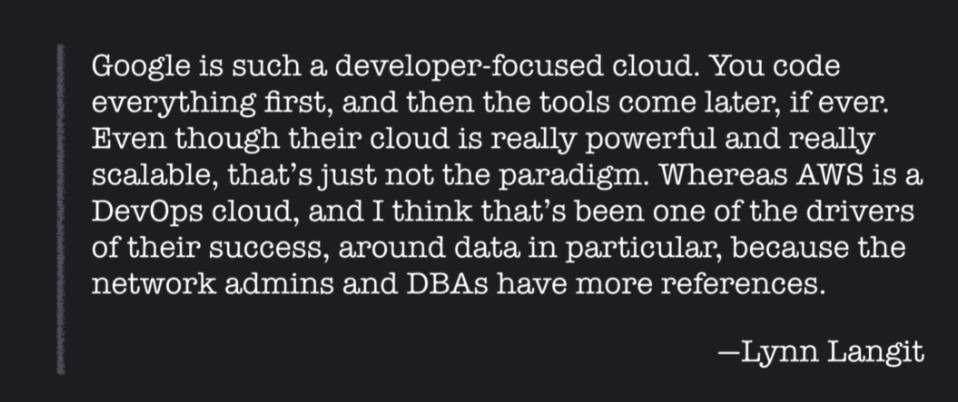 Google is such a developer-focused cloud. You code
everything first, and then the tools come later, if ever.
Even though their cloud is really powerful and really
scalable, that’s just not the paradigm. Whereas AWS is a
DevOps cloud, and I think that’s been one of the drivers
of their success, around data in particular, because the
network admins and DBAs have more references.
—Lynn Langit